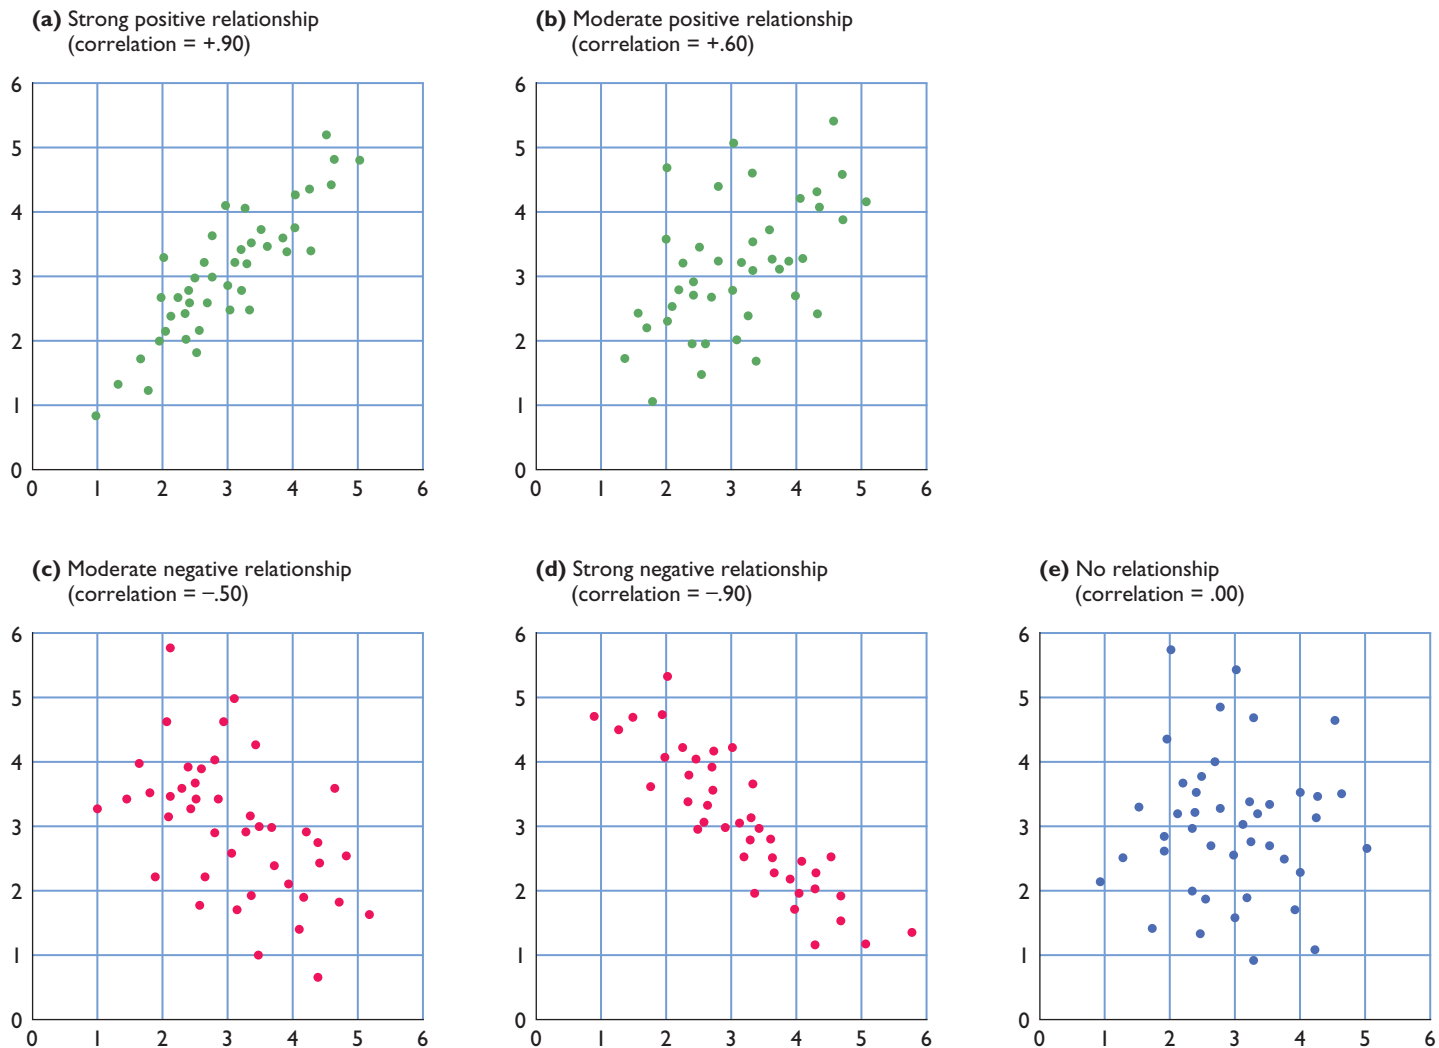 (a) Strong positive relationship
(correlation = +.90)
6
5
4
3
2
1
0
0 1 2 3 4 5 6
(b) Moderate positive relationship
(correlation = +.60)
6
5
4
3
2
1
0
0 1 2 3 4 5 6
(c) Moderate negative relationship
(correlation = –.50)
6
5
4
3
2
1
0
0 1 2 3 4 5 6
(d) Strong negative relationship
(correlation = –.90)
6
5
4
3
2
1
0
0 1 2 3 4 5 6
(e) No relationship
(correlation = .00)
6
5
4
3
2
1
0
0 1 2 3 4 5 6